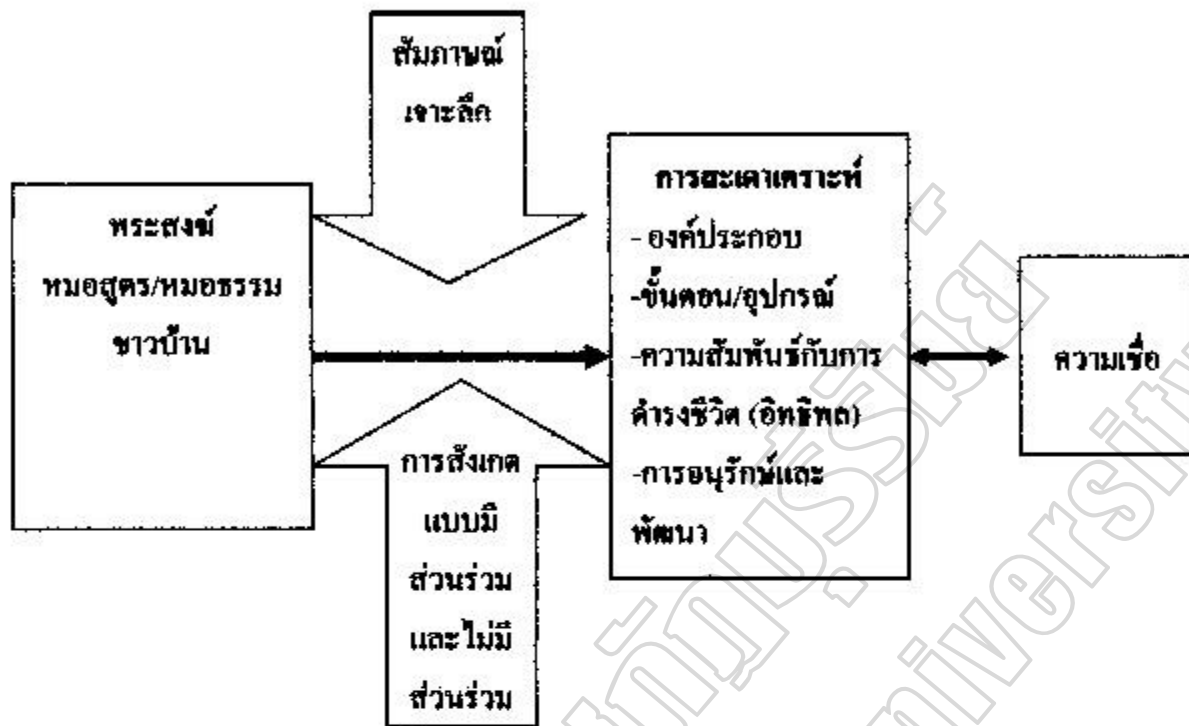 สัมภาษณ์
เจาะลึก
พระสงฆ์
หมอสูตร/หมอธรรม
ชาวบ้าน
การสะเดาเคราะห์
- องค์ประกอบ
-ขั้นตอน/อุปกรณ์
-ความสัมพันธ์กับการ
ดำรงชีวิต (อิทธิพล)
-การอนุรักษ์และ
พัฒนา
ความเชื่อ
การสังเกต
แบบมี
ส่วนร่วม
และไม่มี
ส่วนร่วม